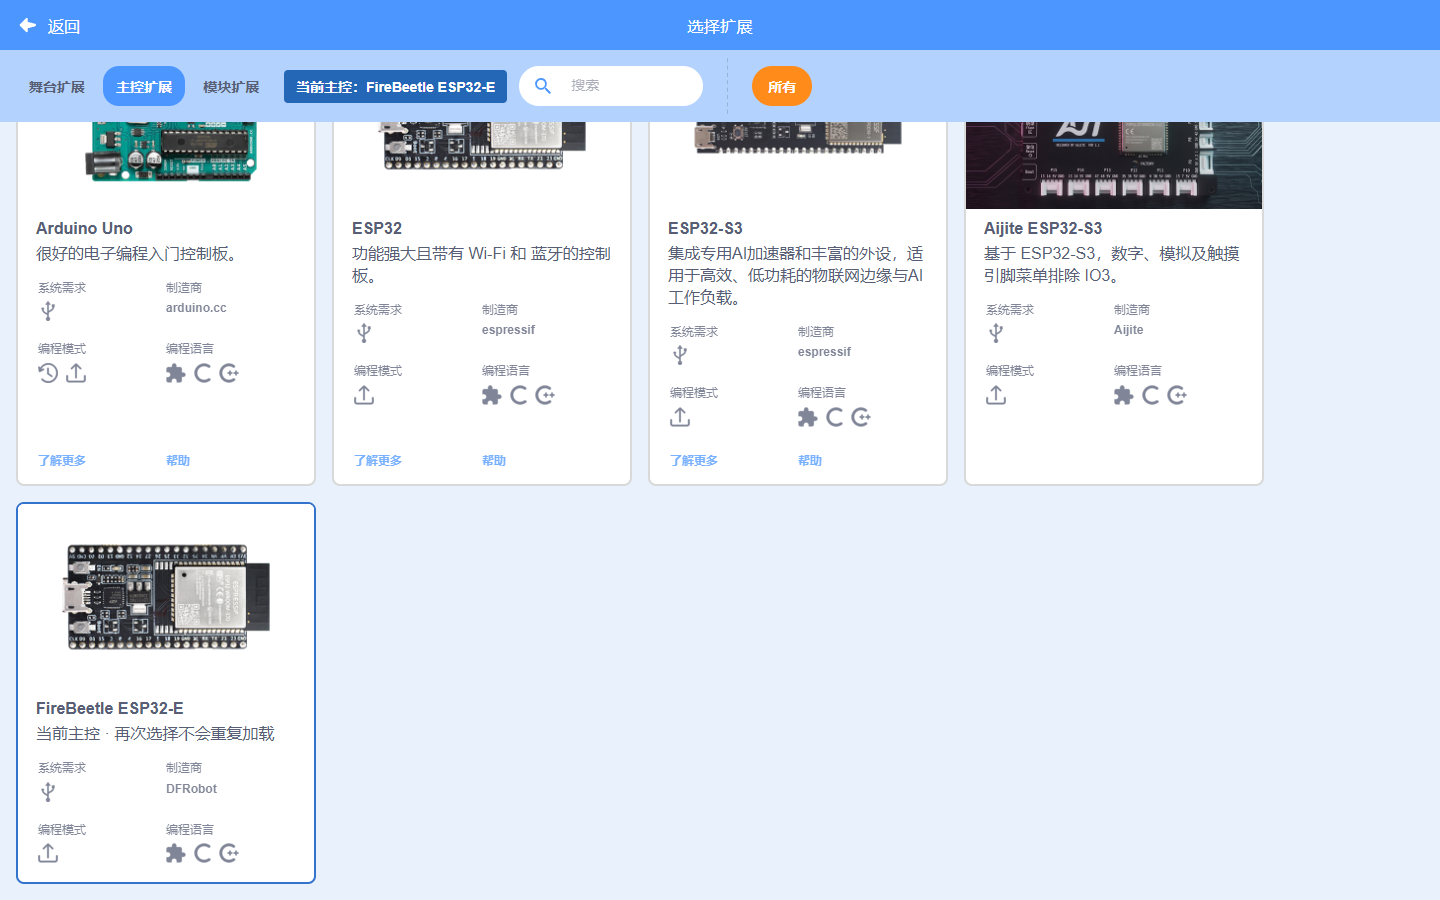 返回
选择扩展
舞台扩展
主控扩展
模块扩展
当前主控：FireBeetle ESP32-E
搜索
所有
Arduino Uno
很好的电子编程入门控制板。
系统需求
制造商
arduino.cc
编程模式
编程语言
了解更多
帮助
ESP32
功能强大且带有 Wi-Fi 和 蓝牙的控制
板。
系统需求
制造商
espressif
编程模式
编程语言
了解更多
帮助
ESP32-S3
集成专用AI加速器和丰富的外设，适
用于高效、低功耗的物联网边缘与AI
工作负载。
系统需求
制造商
espressif
编程模式
编程语言
了解更多
帮助
Aijite ESP32-S3
基于 ESP32-S3，数字、模拟及触摸
引脚菜单排除 IO3。
系统需求
制造商
Aijite
编程模式
编程语言
FireBeetle ESP32-E
当前主控 · 再次选择不会重复加载
系统需求
制造商
DFRobot
编程模式
编程语言